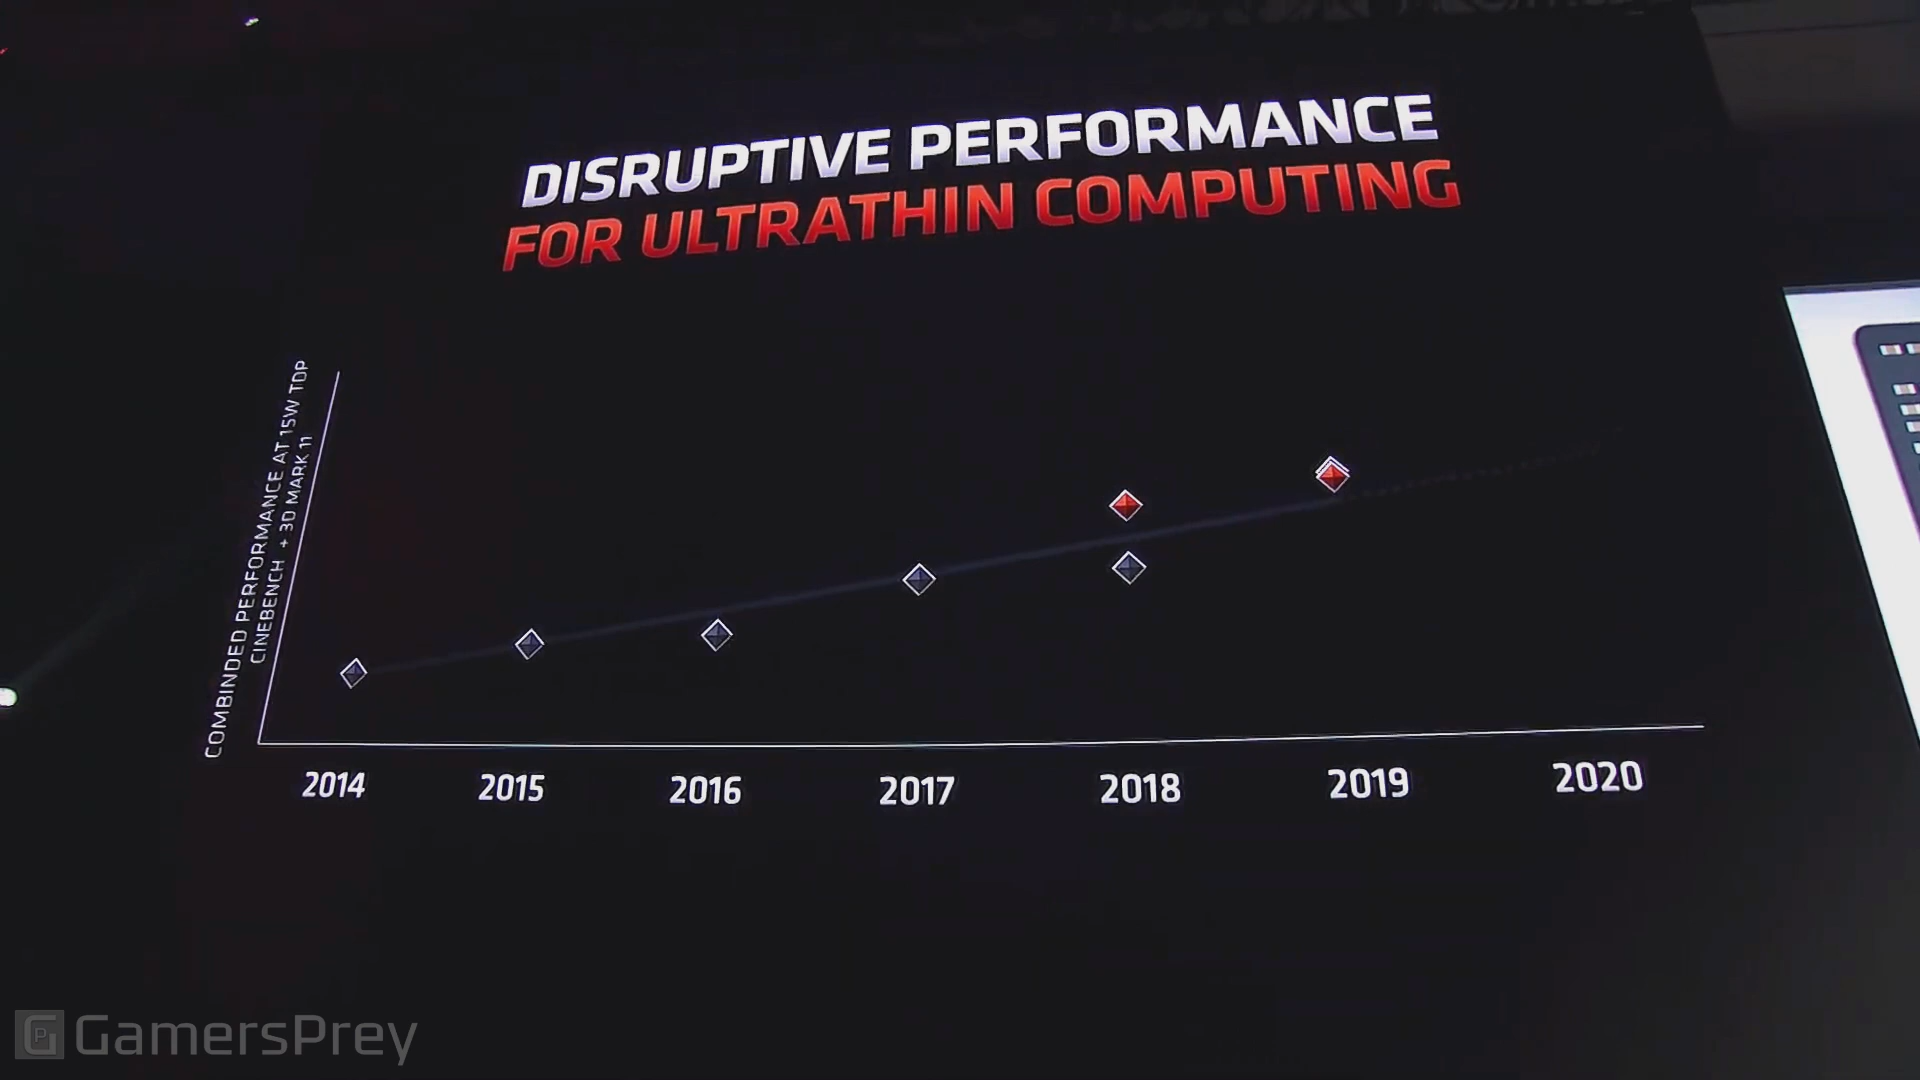 DISRUPTIVE PERFORMANCE
FOR ULTRATHIN COMPUTING
COMBINDED PERFORMANCE AT 15W TDP
CINEBENCH + 3D MARK 11
2014 2015 2016 2017 2018 2019 2020
GamersPrey